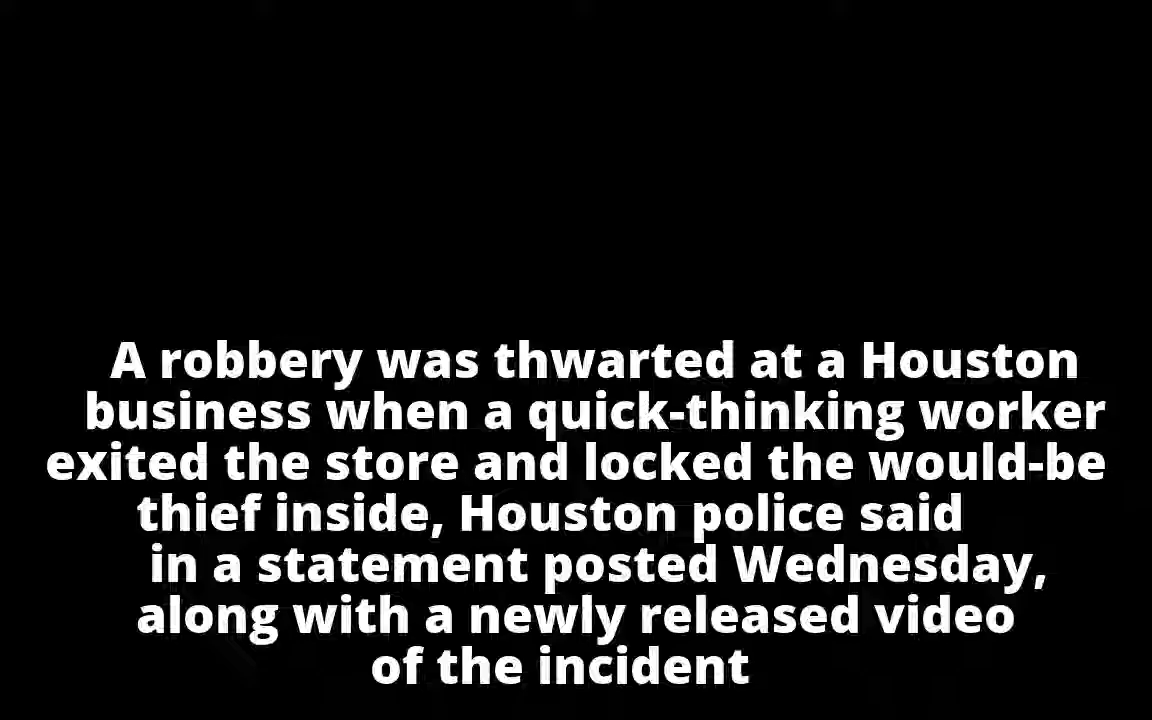 A robbery was thwarted at a Houston
business when a quick-thinking worker
exited the store and locked the would-be
thief inside, Houston police said
in a statement posted Wednesday,
along with a newly released video
of the incident